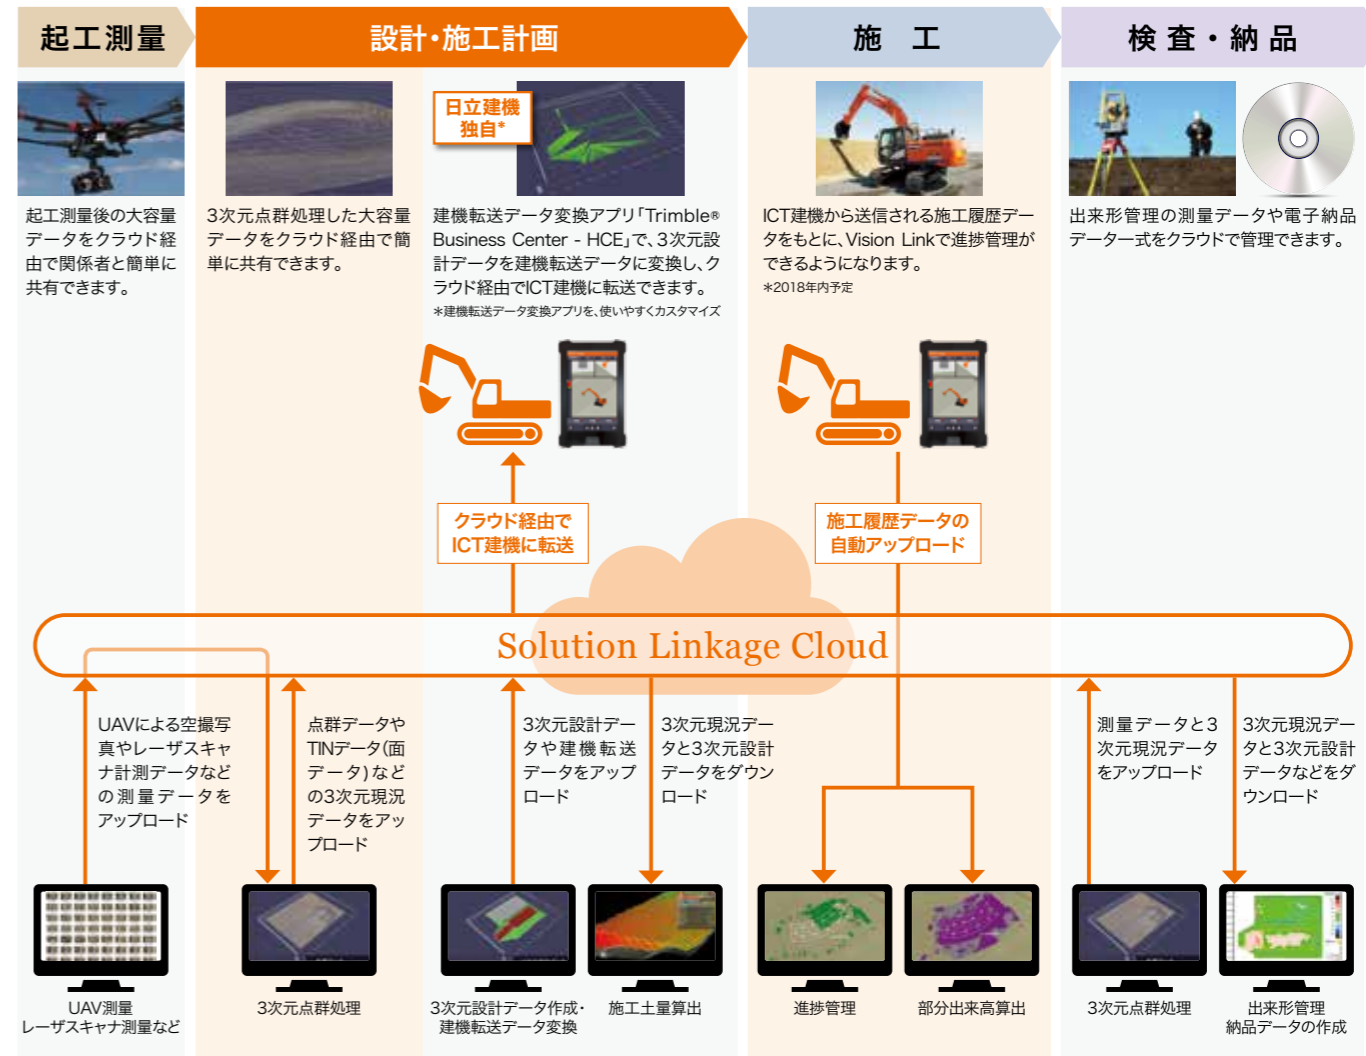 起工測量
設計・施工計画
施 工
検査・納品
日立建機
独自*
起工測量後の大容量
データをクラウド経
由で関係者と簡単に
共有できます。
3次元点群処理した大容量
データをクラウド経由で簡
単に共有できます。
建機転送データ変換アプリ「Trimble®
Business Center - HCE」で、3次元設
計データを建機転送データに変換し、ク
ラウド経由でICT建機に転送できます。
*建機転送データ変換アプリを、使いやすくカスタマイズ
ICT建機から送信される施工履歴デー
タをもとに、Vision Linkで進捗管理が
できるようになります。
*2018年内予定
出来形管理の測量データや電子納品
データ一式をクラウドで管理できます。
クラウド経由で
ICT建機に転送
施工履歴データの
自動アップロード
Solution Linkage Cloud
UAVによる空撮写
真やレーザスキャ
ナ計測データなど
の測量データを
アップロード
点群データや
TINデータ(面
データ)など
の3次元現況
データをアッ
プロード
3次元設計デー
タや建機転送
データをアップ
ロード
3次元現況デー
タと3次元設計
データをダウン
ロード
測量データと3
次元現況データ
をアップロード
3次元現況デー
タと3次元設計
データなどをダ
ウンロード
UAV測量
レーザスキャナ測量など
3次元点群処理
3次元設計データ作成・
建機転送データ変換
施工土量算出
進捗管理
部分出来高算出
3次元点群処理
出来形管理
納品データの作成